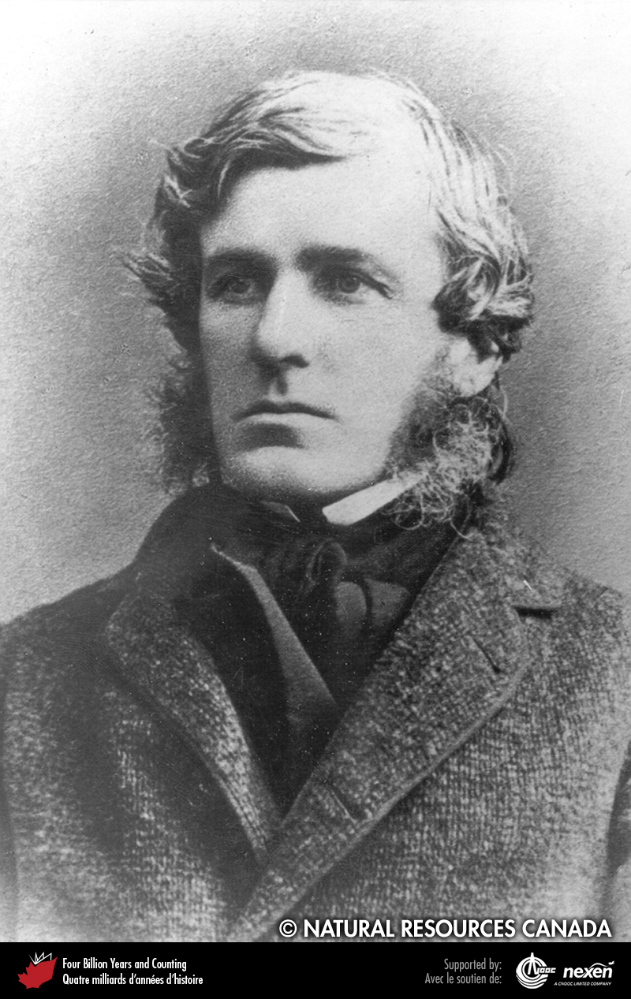 © NATURAL RESOURCES CANADA
Four Billion Years and Counting
Quatre milliards d'années d'histoire
Supported by:
Avec le soutien de:
cnooc
nexen
A CNOOC LIMITED COMPANY